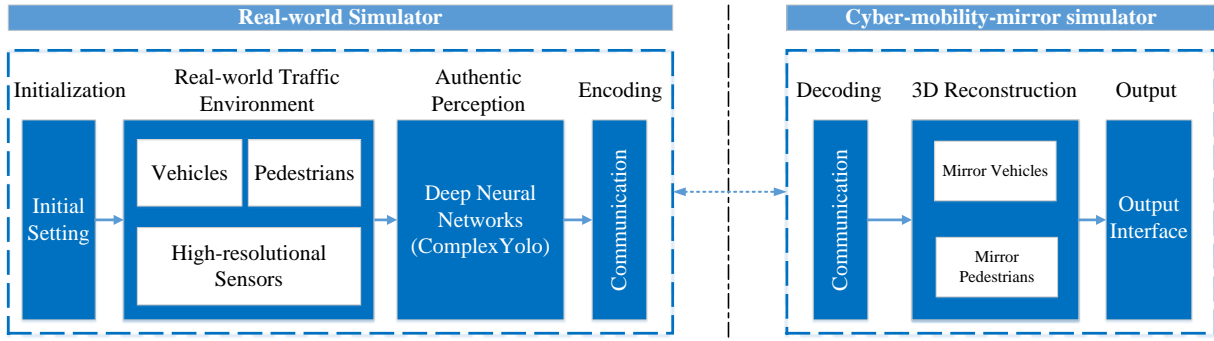 Real-world Simulator
Cyber-mobility-mirror simulator
Initialization
Real-world Traffic
Environment
Authentic
Perception
Encoding
Decoding
3D Reconstruction
Output
Initial
Setting
Vehicles
Pedestrians
High-resolutional
Sensors
Deep Neural
Networks
(ComplexYolo)
Communication
Communication
Mirror Vehicles
Mirror
Pedestrians
Output
Interface